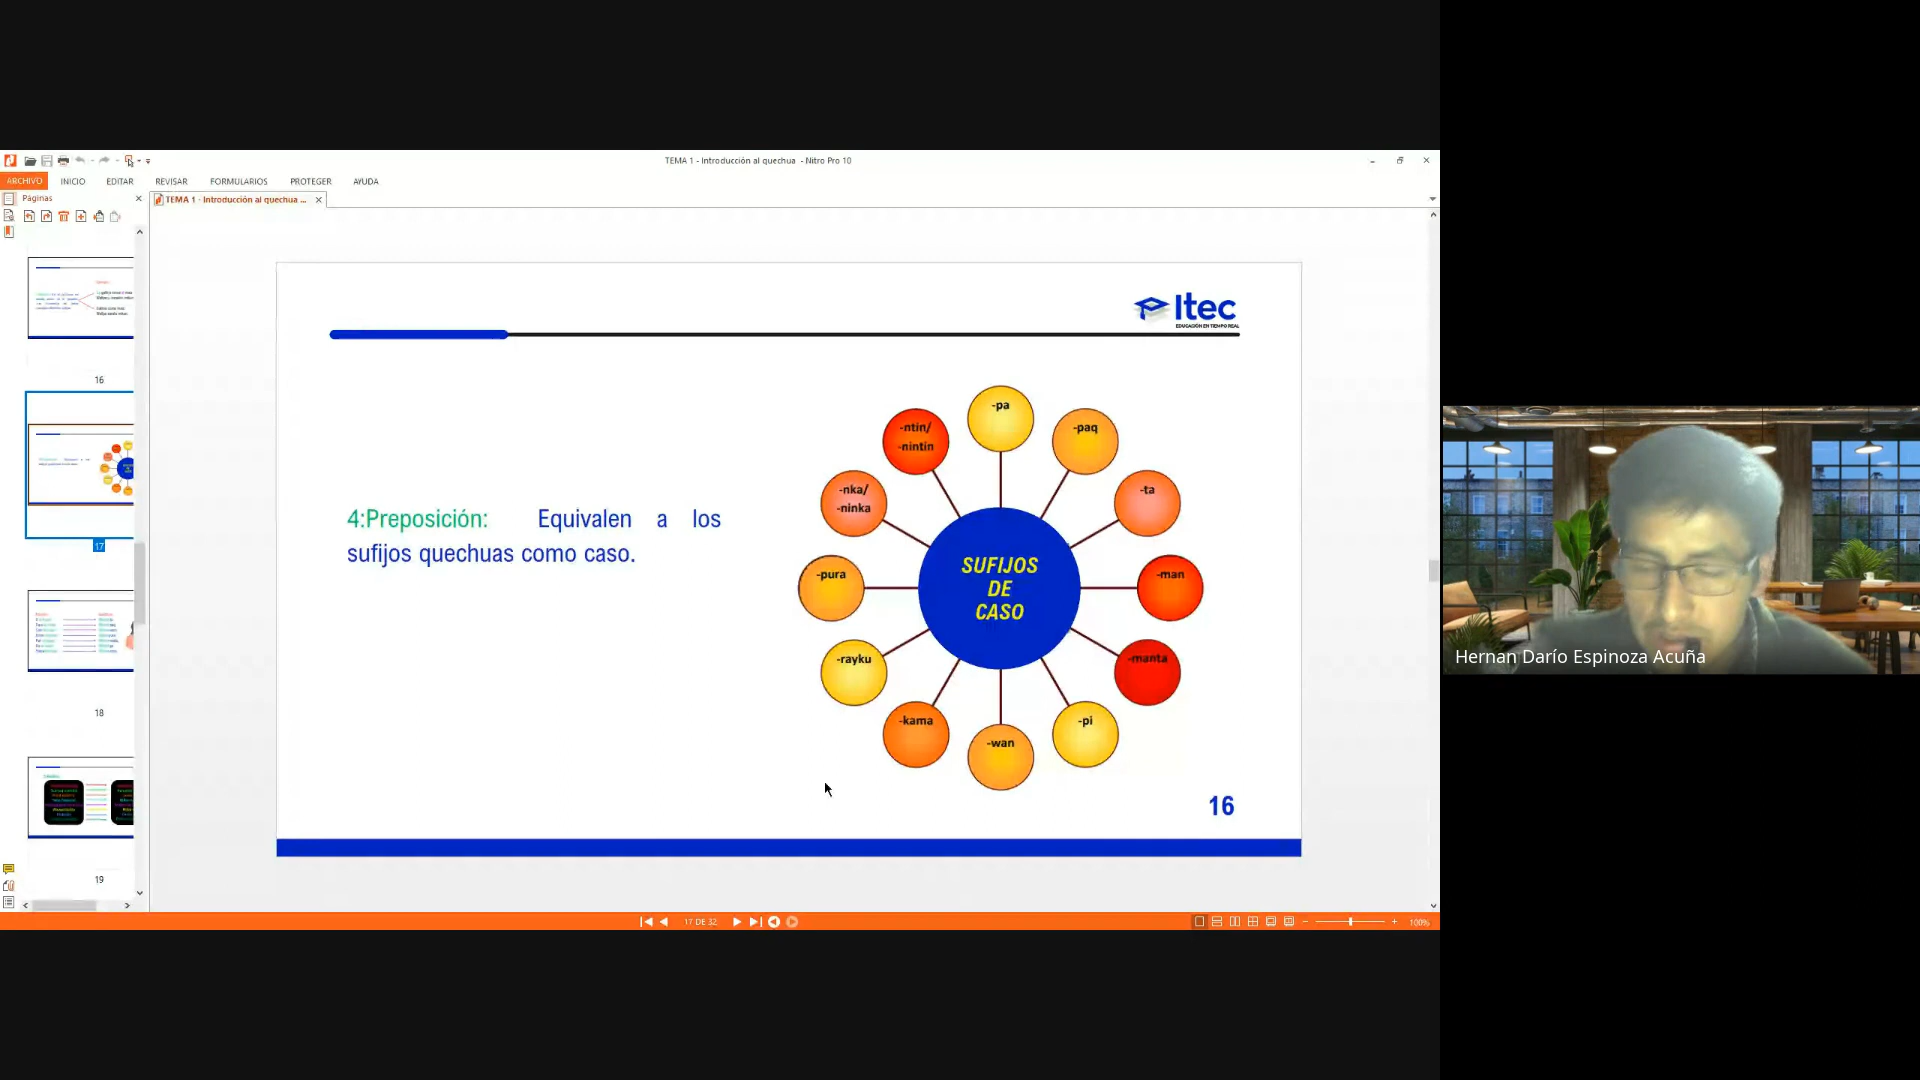 TEMA 1 - Introducción al quechua - Nitro Pro 10
ARCHIVO INICIO EDITAR REVISAR FORMULARIOS PROTEGER AYUDA
Páginas
TEMA 1 - Introducción al quechua ...
16
17
18
19
Itec
EDUCACIÓN EN TIEMPO REAL
4:Preposición: Equivalen a los
sufijos quechuas como caso.
SUFIJOS
DE
CASO
-pa
-paq
-ta
-man
-manta
-pi
-wan
-kama
-rayku
-pura
-nka/
-ninka
-ntin/
-nintin
16
17 DE 32
100%
Hernan Darío Espinoza Acuña